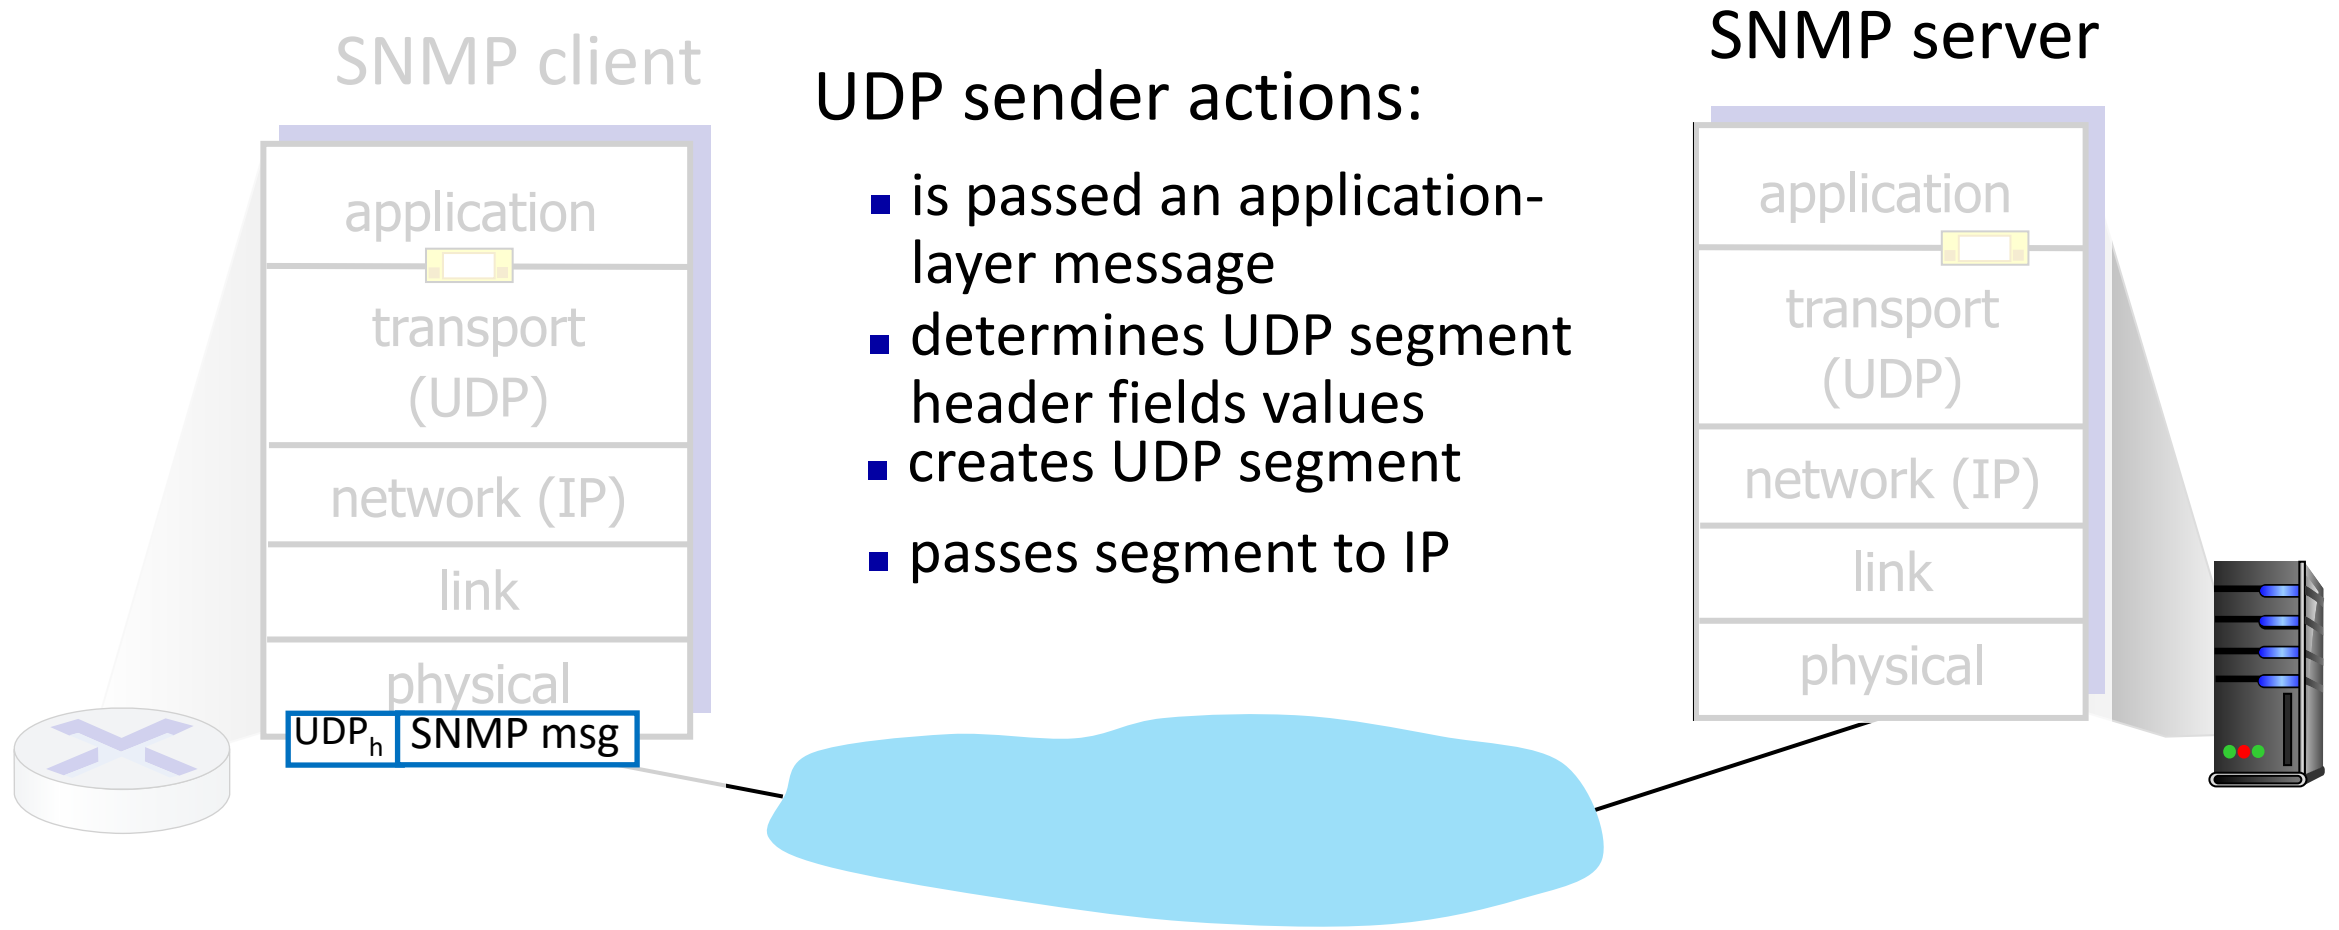 SNMP client
application
transport
(UDP)
network (IP)
link
physical
UDPh SNMP msg
UDP sender actions:
is passed an application-
layer message
determines UDP segment
header fields values
creates UDP segment
passes segment to IP
SNMP server
application
transport
(UDP)
network (IP)
link
physical